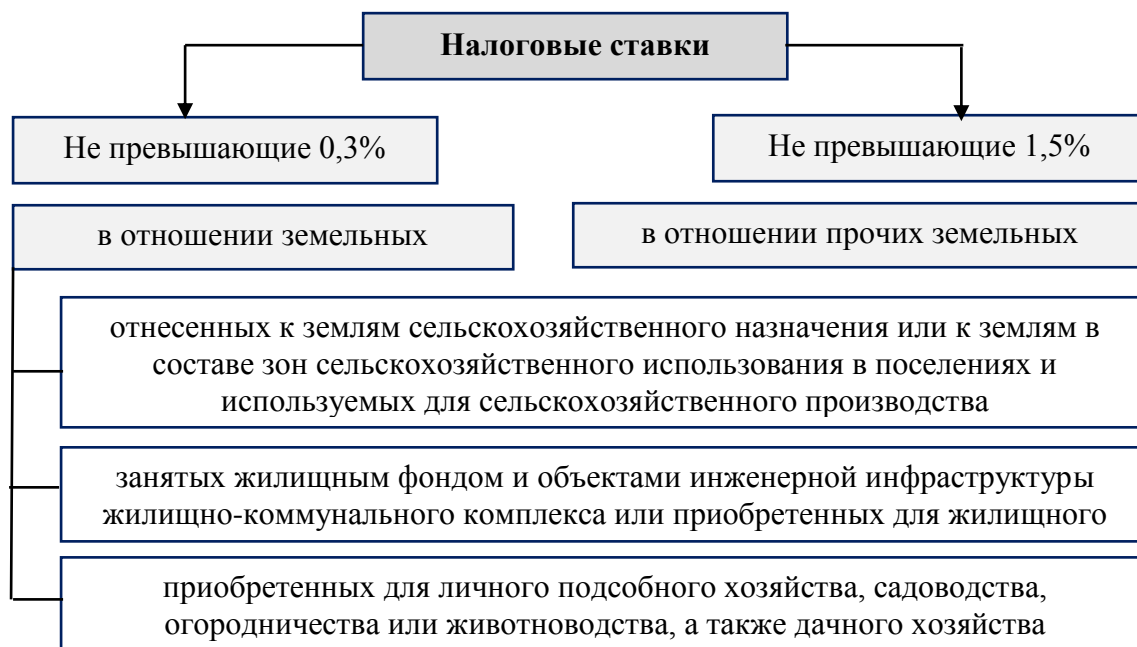 Налоговые ставки
Не превышающие 0,3%
Не превышающие 1,5%
в отношении земельных
в отношении прочих земельных
отнесенных к землям сельскохозяйственного назначения или к землям в
составе зон сельскохозяйственного использования в поселениях и
используемых для сельскохозяйственного производства
занятых жилищным фондом и объектами инженерной инфраструктуры
жилищно-коммунального комплекса или приобретенных для жилищного
приобретенных для личного подсобного хозяйства, садоводства,
огородничества или животноводства, а также дачного хозяйства